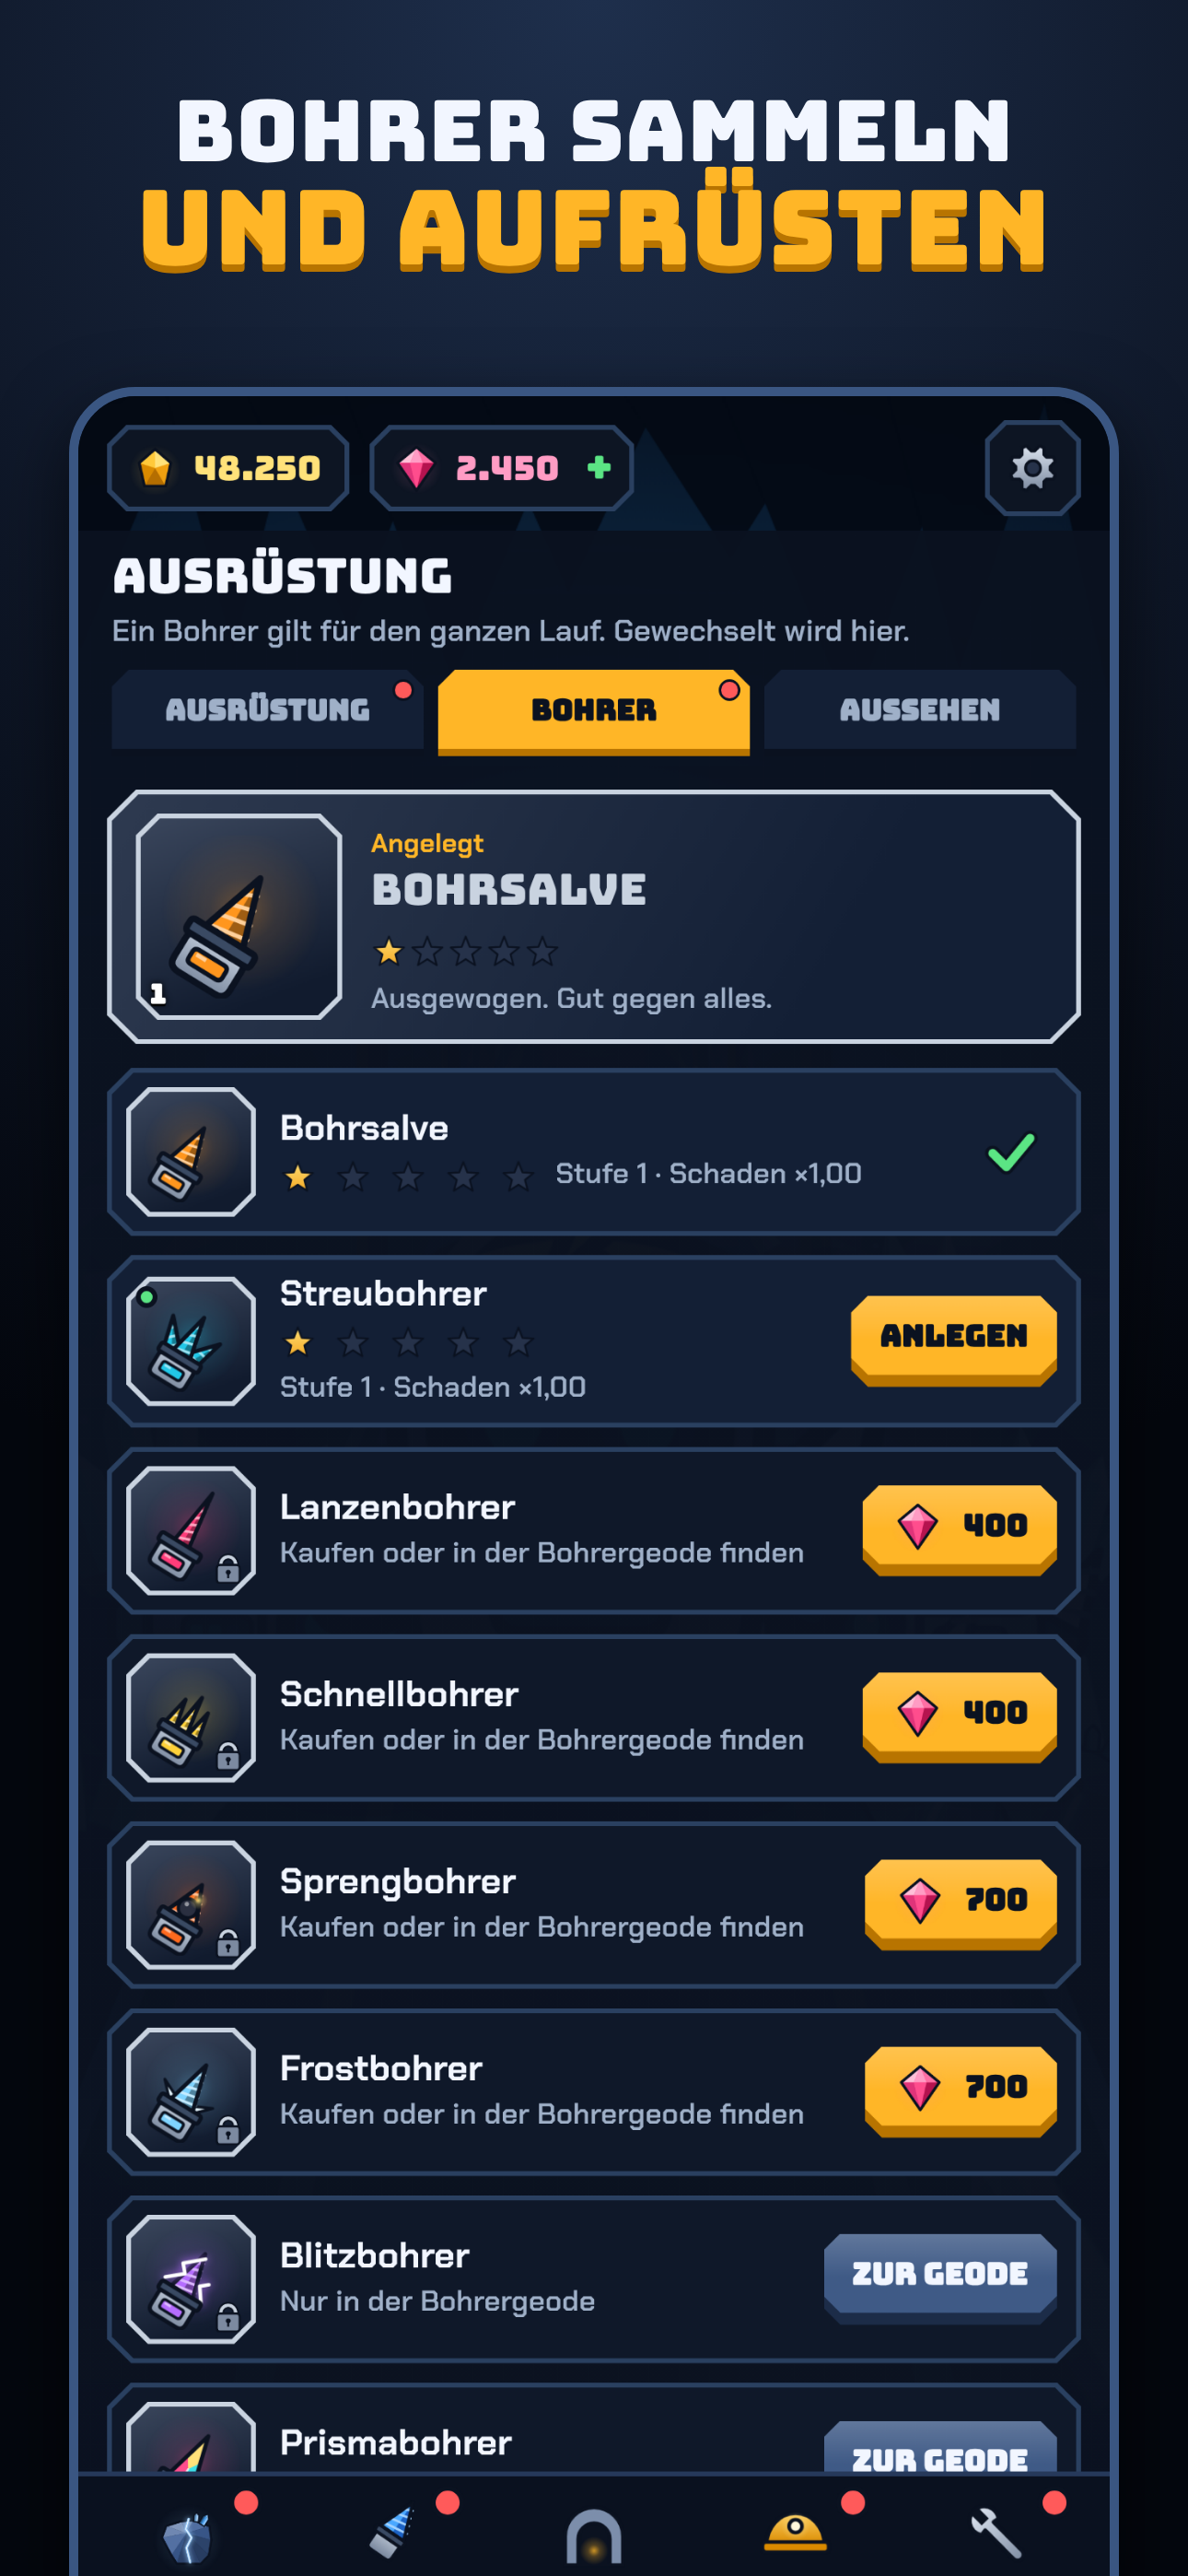 BOHRER SAMMELN
UND AUFRÜSTEN
48.250
2.450 +
AUSRÜSTUNG
Ein Bohrer gilt für den ganzen Lauf. Gewechselt wird hier.
AUSRÜSTUNG
BOHRER
AUSSEHEN
Angelegt
BOHRSALVE
1
Ausgewogen. Gut gegen alles.
Bohrsalve
Stufe 1 · Schaden ×1,00
Streubohrer
Stufe 1 · Schaden ×1,00
ANLEGEN
Lanzenbohrer
Kaufen oder in der Bohrergeode finden
400
Schnellbohrer
Kaufen oder in der Bohrergeode finden
400
Sprengbohrer
Kaufen oder in der Bohrergeode finden
700
Frostbohrer
Kaufen oder in der Bohrergeode finden
700
Blitzbohrer
Nur in der Bohrergeode
ZUR GEODE
Prismabohrer
ZUR GEODE